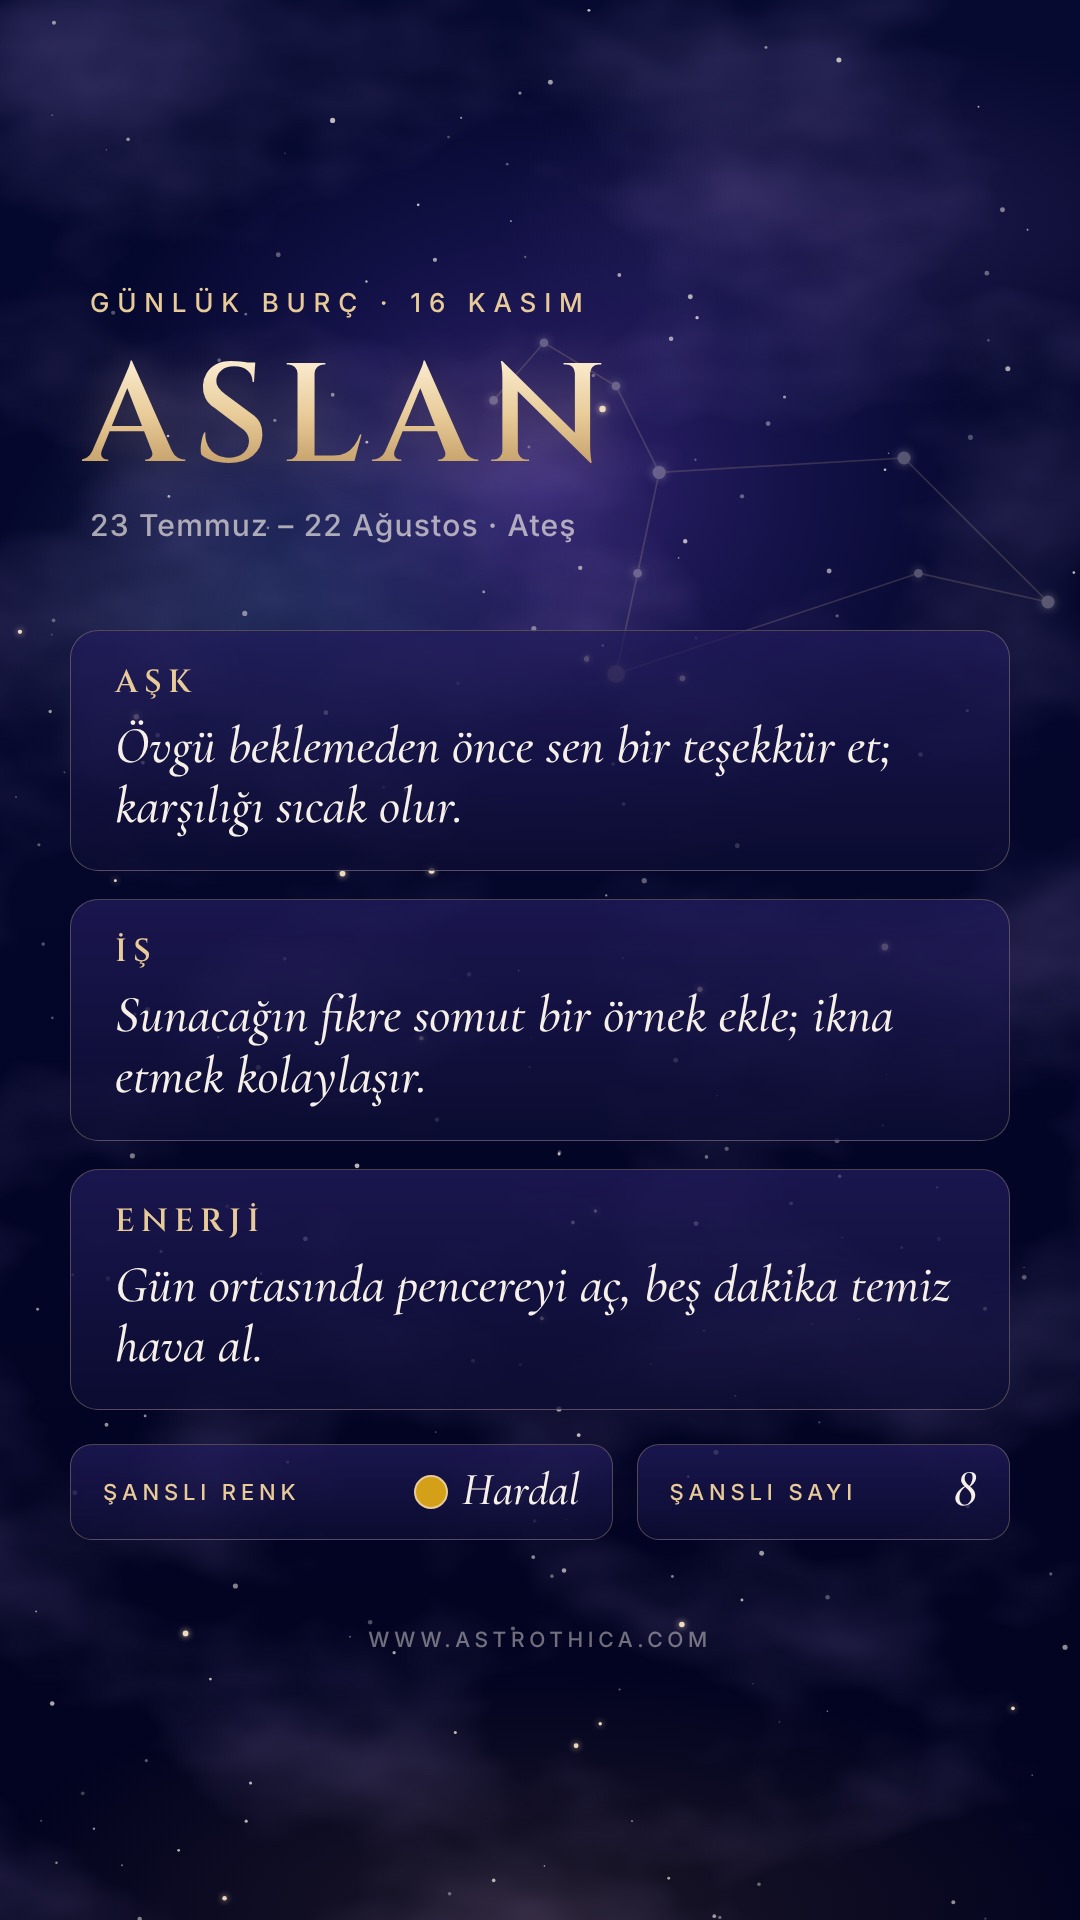 GÜNLÜK BURÇ · 16 KASIM
ASLAN
23 Temmuz – 22 Ağustos · Ateş
AŞK
Övgü beklemeden önce sen bir teşekkür et;
karşılığı sıcak olur.
İŞ
Sunacağın fikre somut bir örnek ekle; ikna
etmek kolaylaşır.
ENERJİ
Gün ortasında pencereyi aç, beş dakika temiz
hava al.
ŞANSLI RENK Hardal
ŞANSLI SAYI 8
WWW.ASTROTHICA.COM